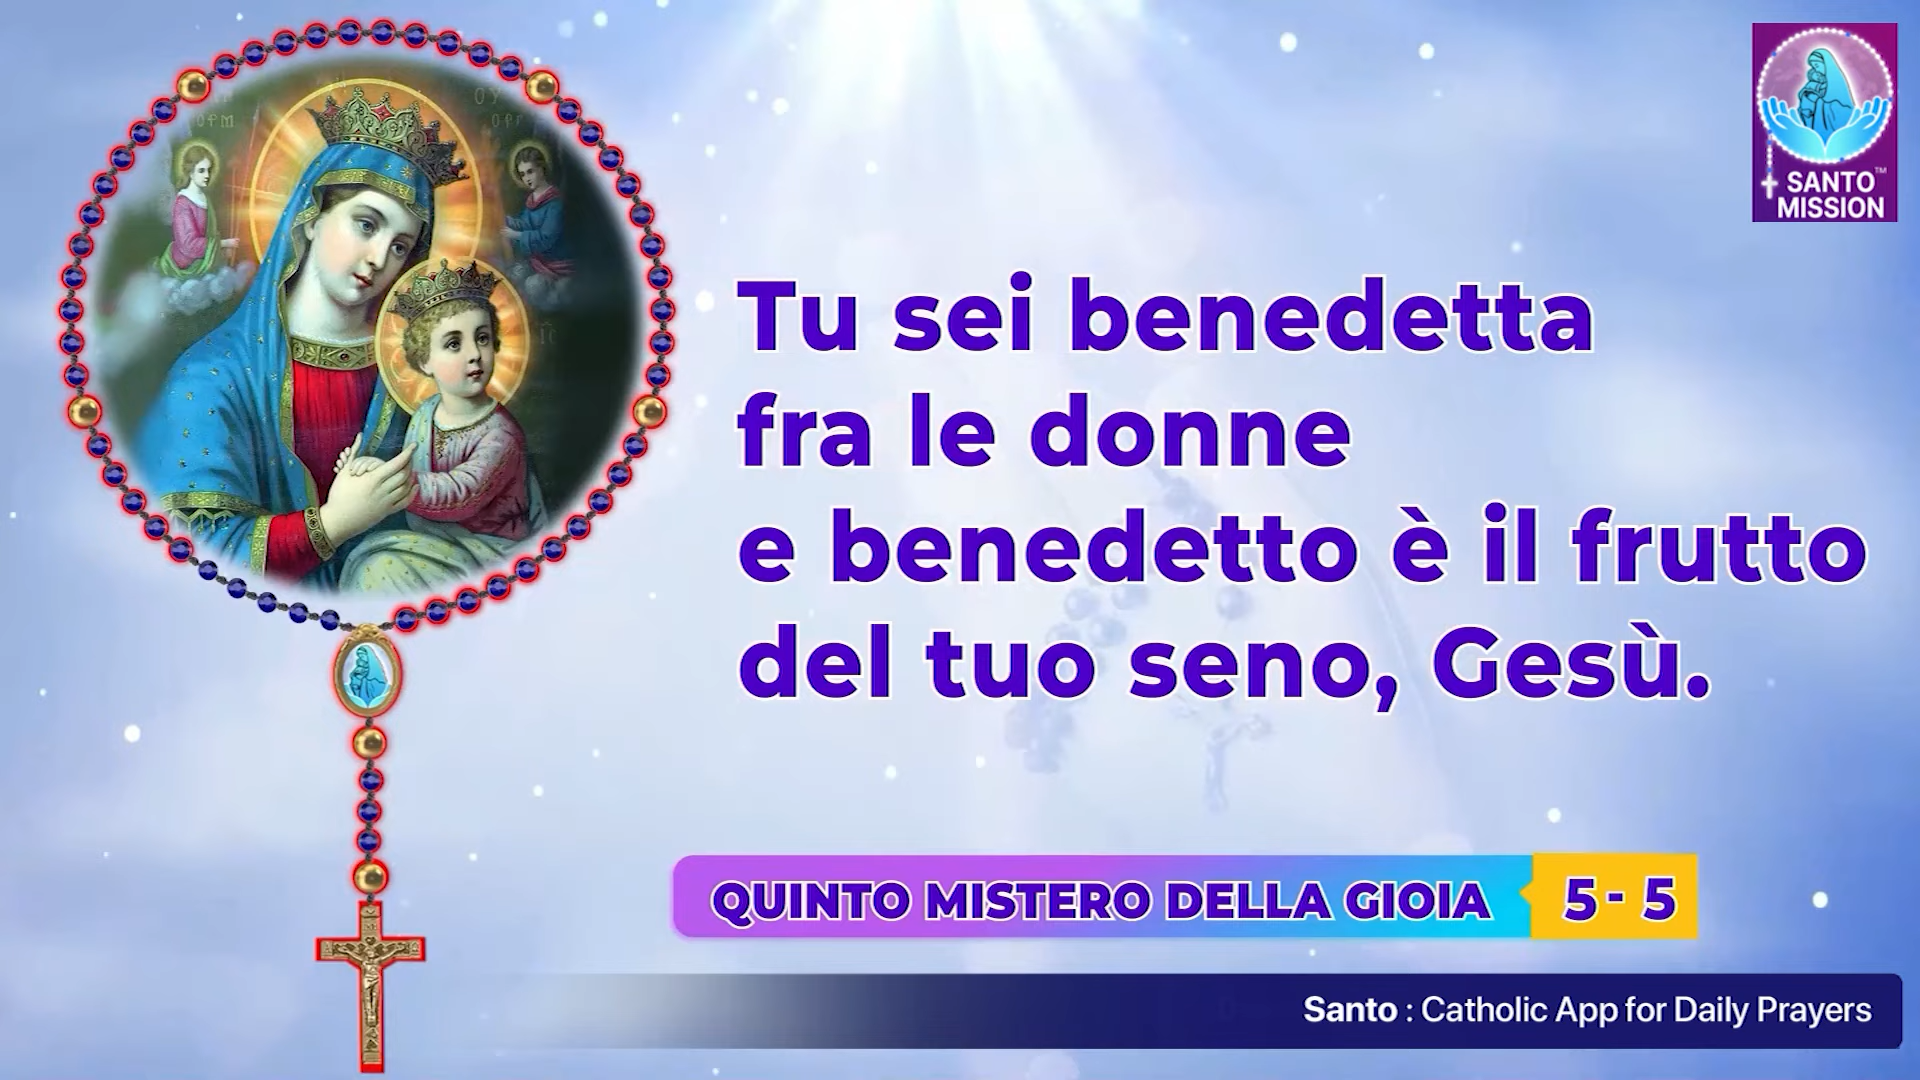 SANTO™
MISSION
Tu sei benedetta
fra le donne
e benedetto è il frutto
del tuo seno, Gesù.
QUINTO MISTERO DELLA GIOIA 5 - 5
Santo : Catholic App for Daily Prayers